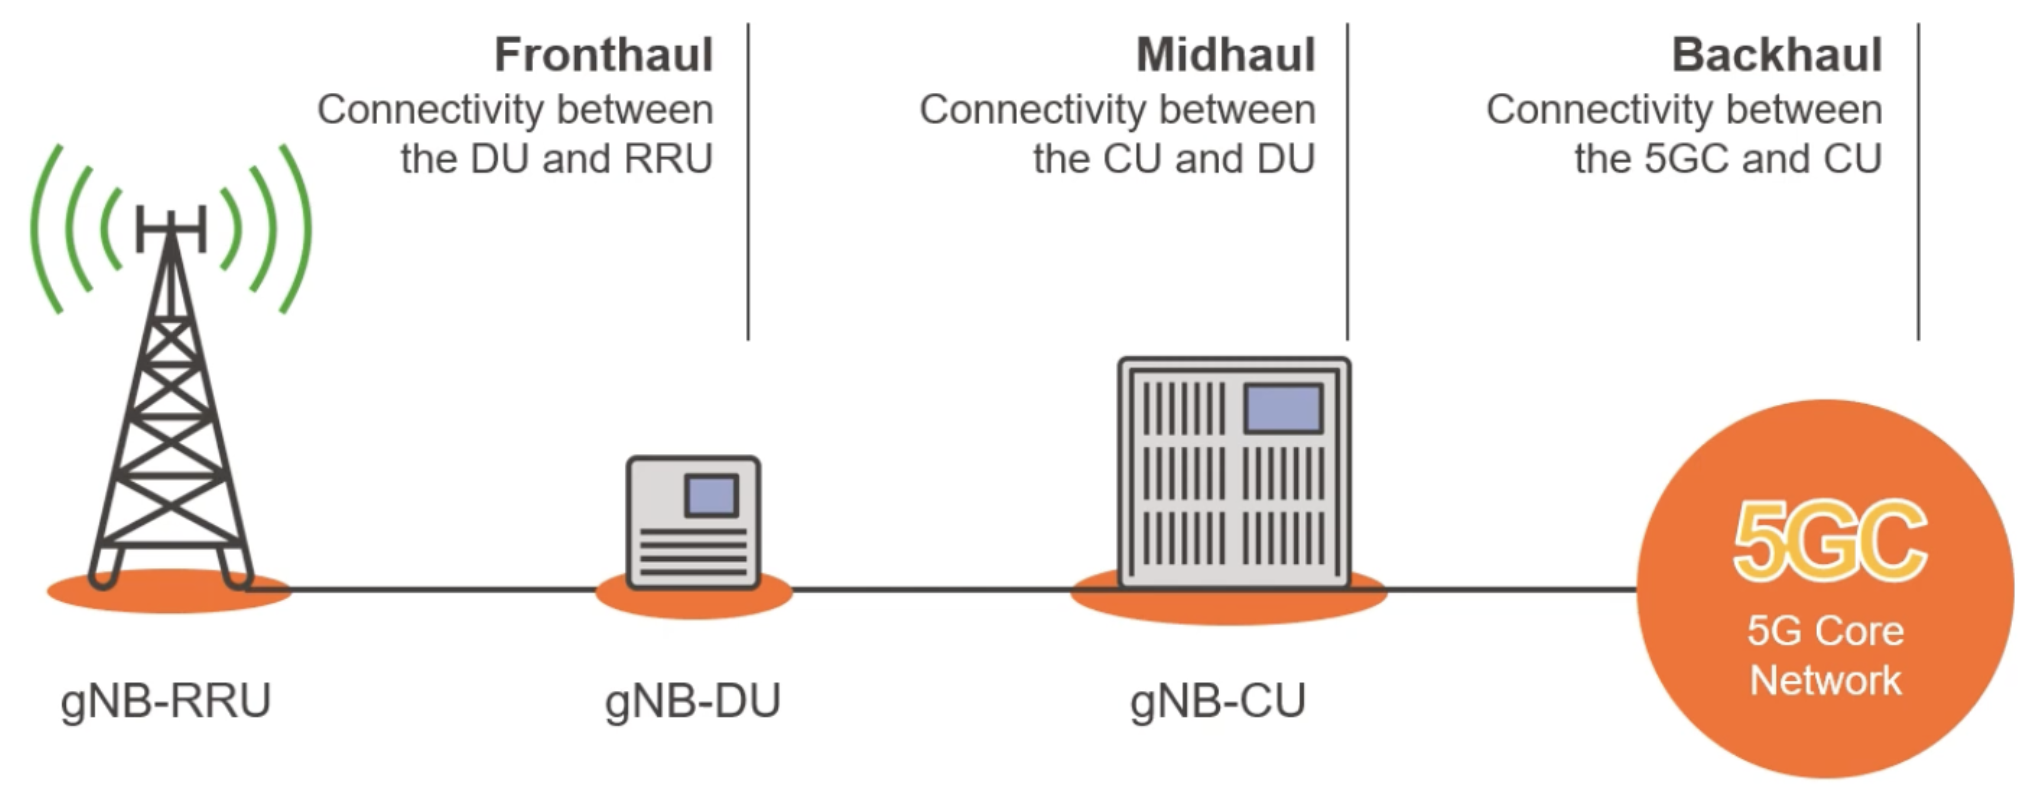 Fronthaul
Connectivity between
the DU and RRU
Midhaul
Connectivity between
the CU and DU
Backhaul
Connectivity between
the 5GC and CU
5GC
5G Core
Network
gNB-RRU
gNB-DU
gNB-CU